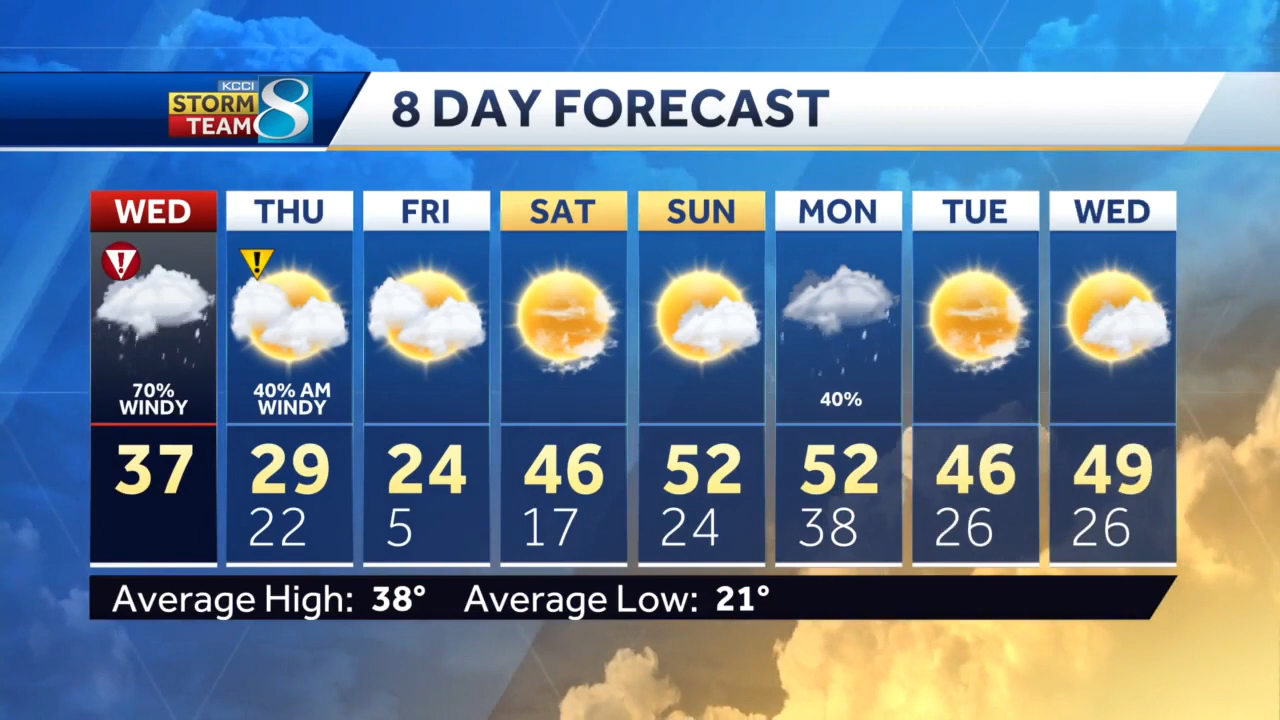 KCCI
STORM
TEAM 8
8 DAY FORECAST
WED THU FRI SAT SUN MON TUE WED
! !
70% 40% AM 40%
WINDY WINDY
37 29 24 46 52 52 46 49
22 5 17 24 38 26 26
Average High: 38° Average Low: 21°